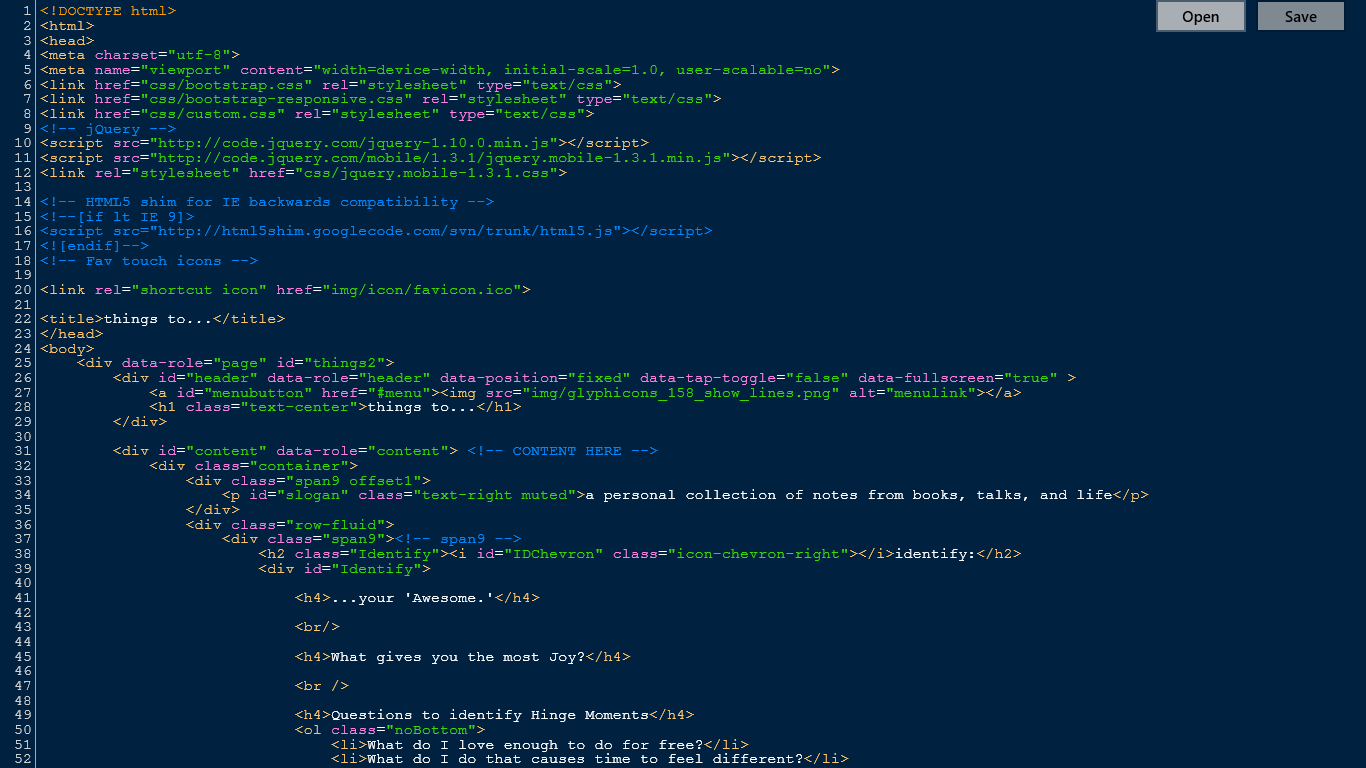 Open Save
1 <!DOCTYPE html>
2 <html>
3 <head>
4 <meta charset="utf-8">
5 <meta name="viewport" content="width=device-width, initial-scale=1.0, user-scalable=no">
6 <link href="css/bootstrap.css" rel="stylesheet" type="text/css">
7 <link href="css/bootstrap-responsive.css" rel="stylesheet" type="text/css">
8 <link href="css/custom.css" rel="stylesheet" type="text/css">
9 <!-- jQuery -->
10 <script src="http://code.jquery.com/jquery-1.10.0.min.js"></script>
11 <script src="http://code.jquery.com/mobile/1.3.1/jquery.mobile-1.3.1.min.js"></script>
12 <link rel="stylesheet" href="css/jquery.mobile-1.3.1.css">
13
14 <!-- HTML5 shim for IE backwards compatibility -->
15 <!--[if lt IE 9]>
16 <script src="http://html5shim.googlecode.com/svn/trunk/html5.js"></script>
17 <![endif]-->
18 <!-- Fav touch icons -->
19
20 <link rel="shortcut icon" href="img/icon/favicon.ico">
21
22 <title>things to...</title>
23 </head>
24 <body>
25     <div data-role="page" id="things2">
26         <div id="header" data-role="header" data-position="fixed" data-tap-toggle="false" data-fullscreen="true" >
27             <a id="menubutton" href="#menu"><img src="img/glyphicons_158_show_lines.png" alt="menulink"></a>
28             <h1 class="text-center">things to...</h1>
29         </div>
30
31         <div id="content" data-role="content"> <!-- CONTENT HERE -->
32             <div class="container">
33                 <div class="span9 offset1">
34                     <p id="slogan" class="text-right muted">a personal collection of notes from books, talks, and life</p>
35                 </div>
36                 <div class="row-fluid">
37                     <div class="span9"><!-- span9 -->
38                         <h2 class="Identify"><i id="IDChevron" class="icon-chevron-right"></i>identify:</h2>
39                         <div id="Identify">
40
41                             <h4>...your 'Awesome.'</h4>
42
43                             <br/>
44
45                             <h4>What gives you the most Joy?</h4>
46
47                             <br />
48
49                             <h4>Questions to identify Hinge Moments</h4>
50                             <ol class="noBottom">
51                                 <li>What do I love enough to do for free?</li>
52                                 <li>What do I do that causes time to feel different?</li>